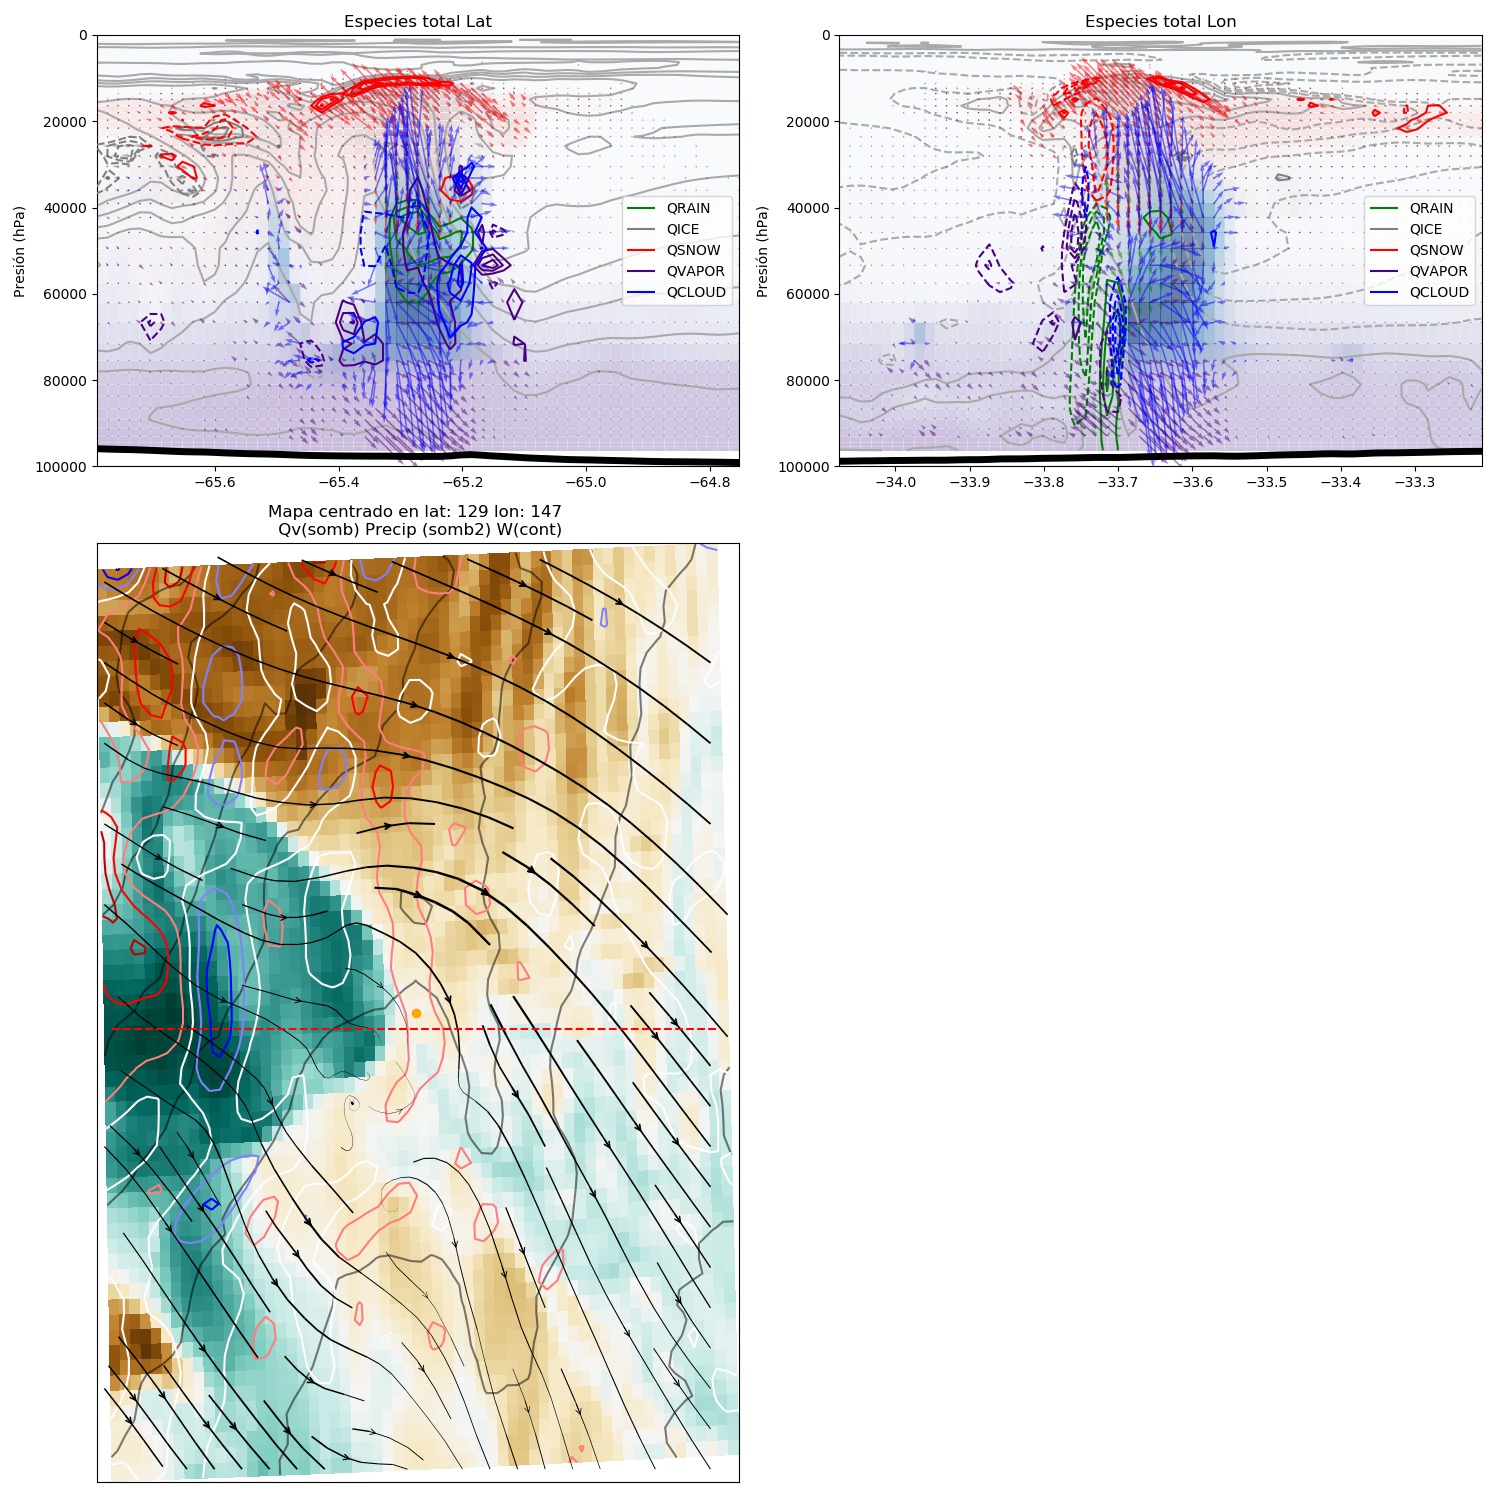 Especies total Lat
0
20000
40000
60000
80000
100000
Presión (hPa)
QRAIN
QICE
QSNOW
QVAPOR
QCLOUD
−65.6
−65.4
−65.2
−65.0
−64.8
Especies total Lon
0
20000
40000
60000
80000
100000
Presión (hPa)
QRAIN
QICE
QSNOW
QVAPOR
QCLOUD
−34.0
−33.9
−33.8
−33.7
−33.6
−33.5
−33.4
−33.3
Mapa centrado en lat: 129 lon: 147
Qv(somb) Precip (somb2) W(cont)